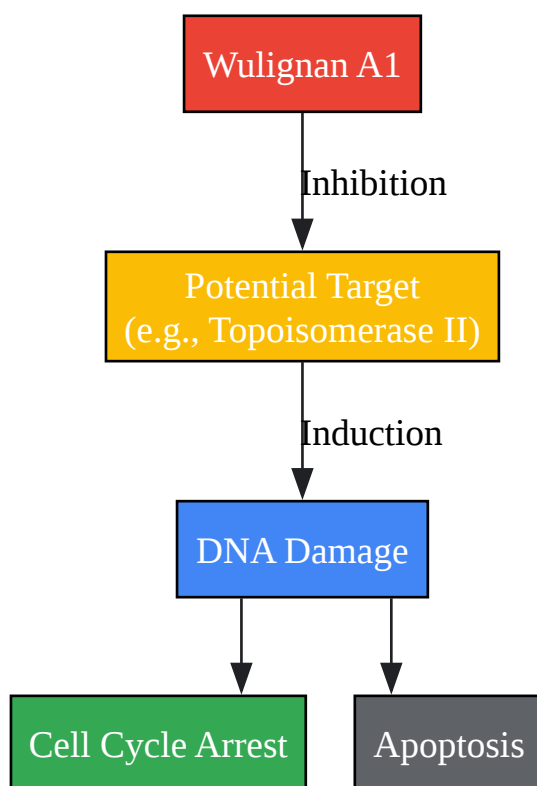 Wulignan A1
Inhibition
Potential Target
(e.g., Topoisomerase II)
Induction
DNA Damage
Cell Cycle Arrest
Apoptosis